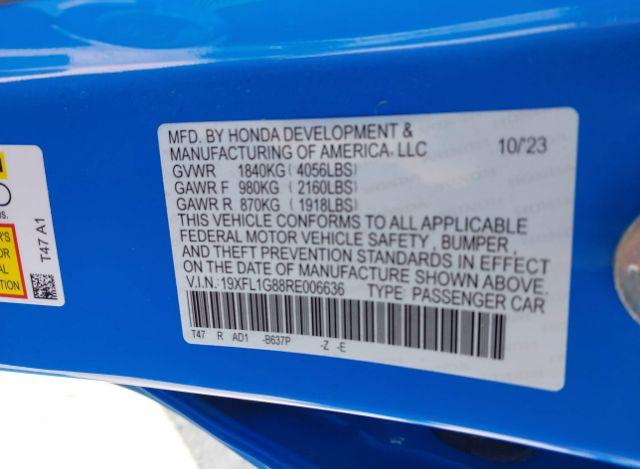 MFD. BY HONDA DEVELOPMENT &
MANUFACTURING OF AMERICA, LLC 10/'23
GVWR 1840KG ( 4056LBS)
GAWR F 980KG ( 2160LBS)
GAWR R 870KG ( 1918LBS)
THIS VEHICLE CONFORMS TO ALL APPLICABLE
FEDERAL MOTOR VEHICLE SAFETY , BUMPER ,
AND THEFT PREVENTION STANDARDS IN EFFECT
ON THE DATE OF MANUFACTURE SHOWN ABOVE.
V.I.N.: 19XFL1G88RE006636 TYPE: PASSENGER CAR
T47 R AD1 -B637P -Z -E
T47 A1